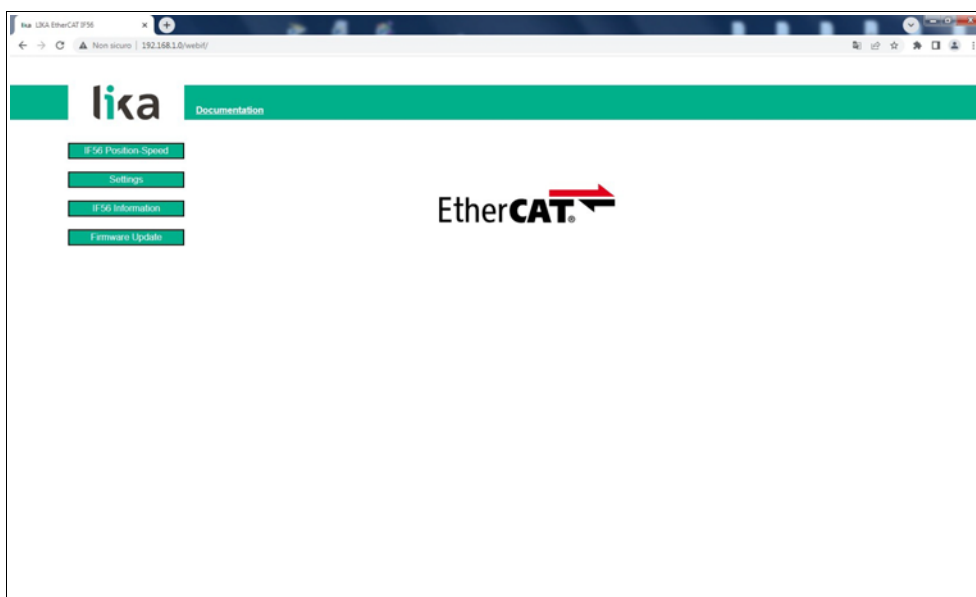 lika LIKA EtherCAT IF56
Non sicuro | 192.168.1.0/webit/
lika
Documentation
IF56 Position-Speed
Settings
IF56 Information
Firmware Update
EtherCAT®